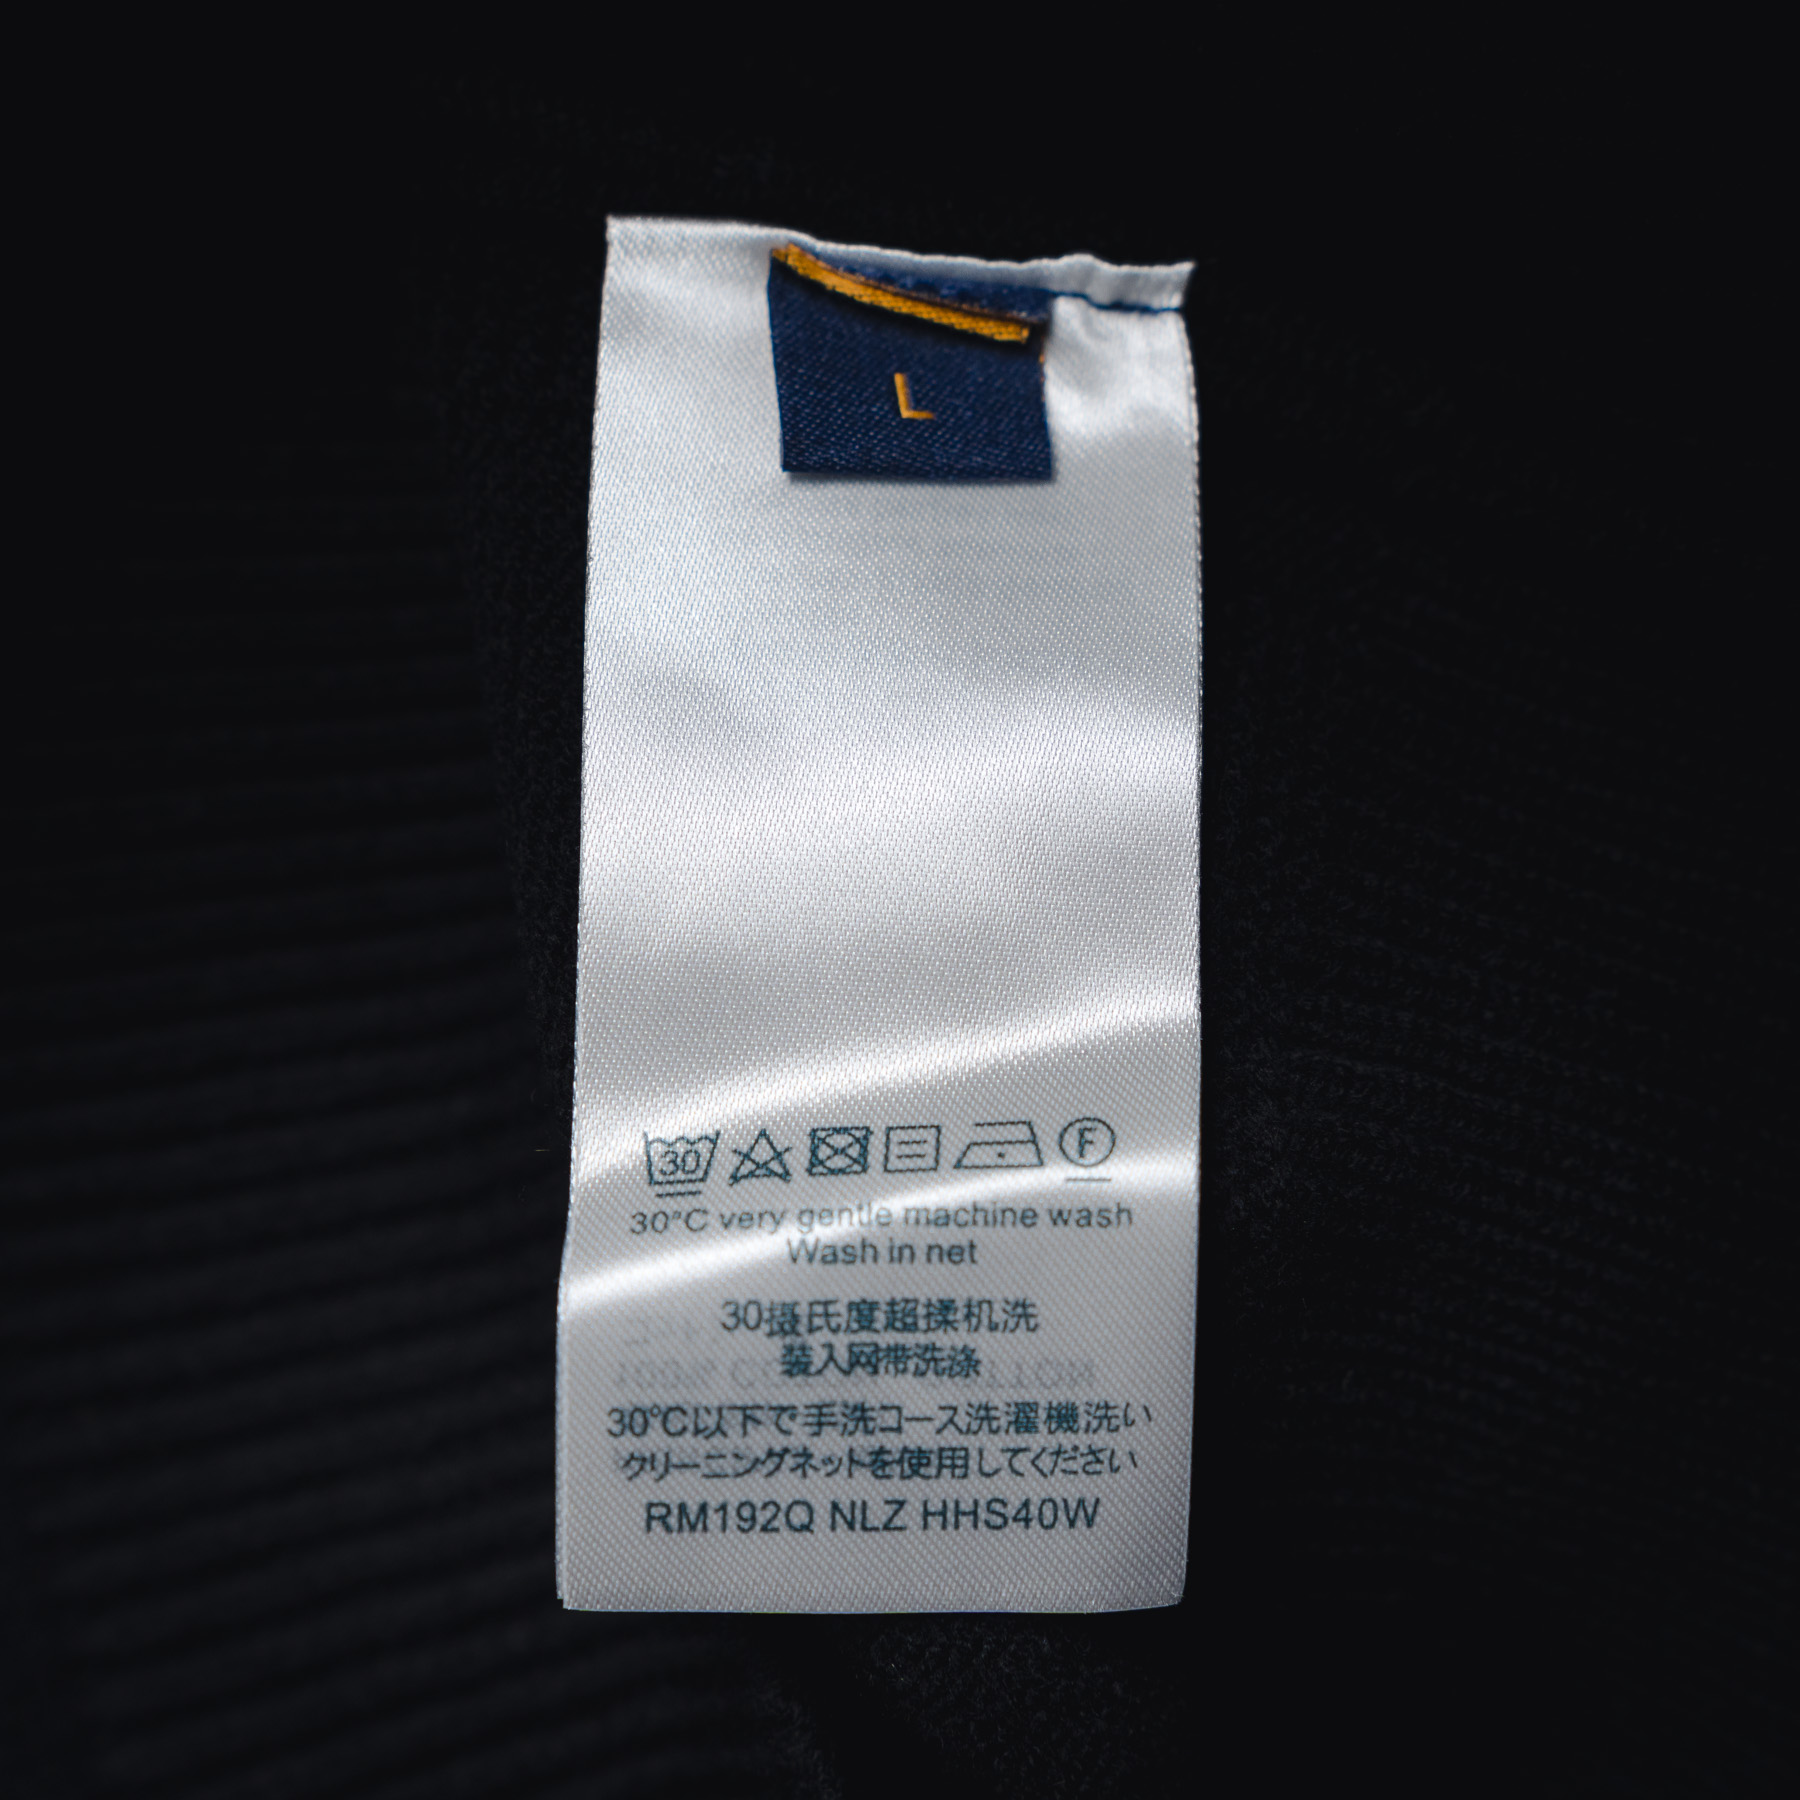 L
30
F
30°C very gentle machine wash
Wash in net
30摄氏度超揉机洗
装入网带洗涤
30℃以下で手洗コース洗濯機洗い
クリーニングネットを使用してください
RM192Q NLZ HHS40W